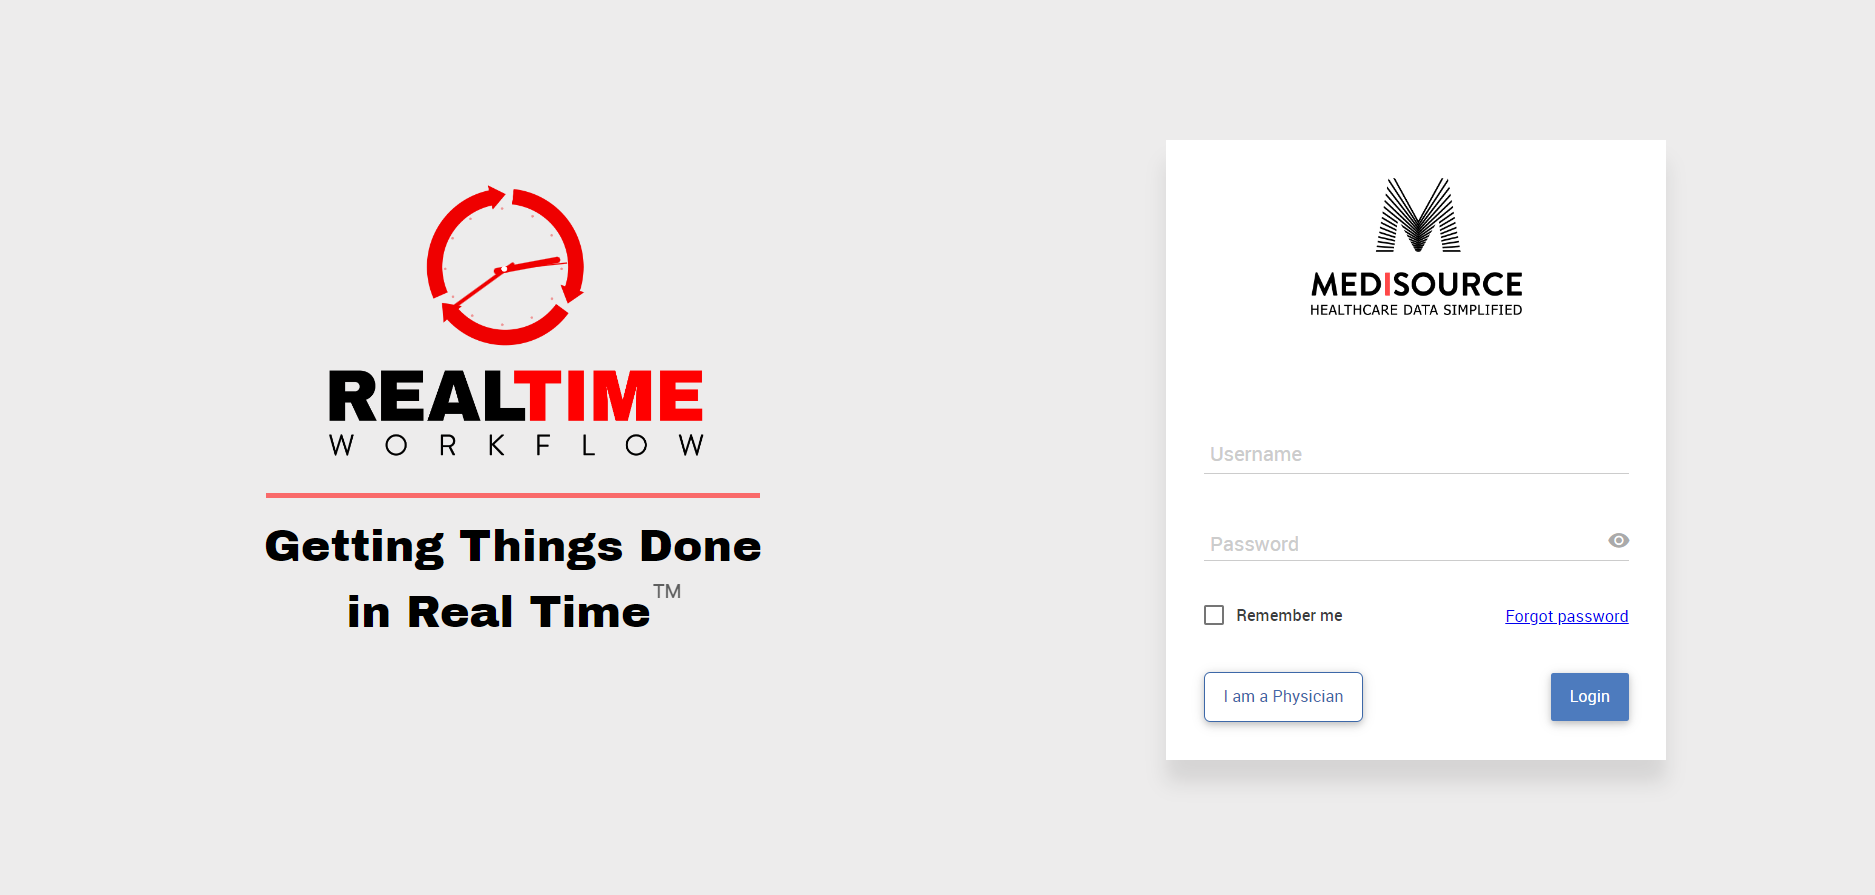 REALTIME
WORKFLOW
Getting Things Done
in Real Time™
MEDISOURCE
HEALTHCARE DATA SIMPLIFIED
Username
Password
Remember me
Forgot password
I am a Physician
Login